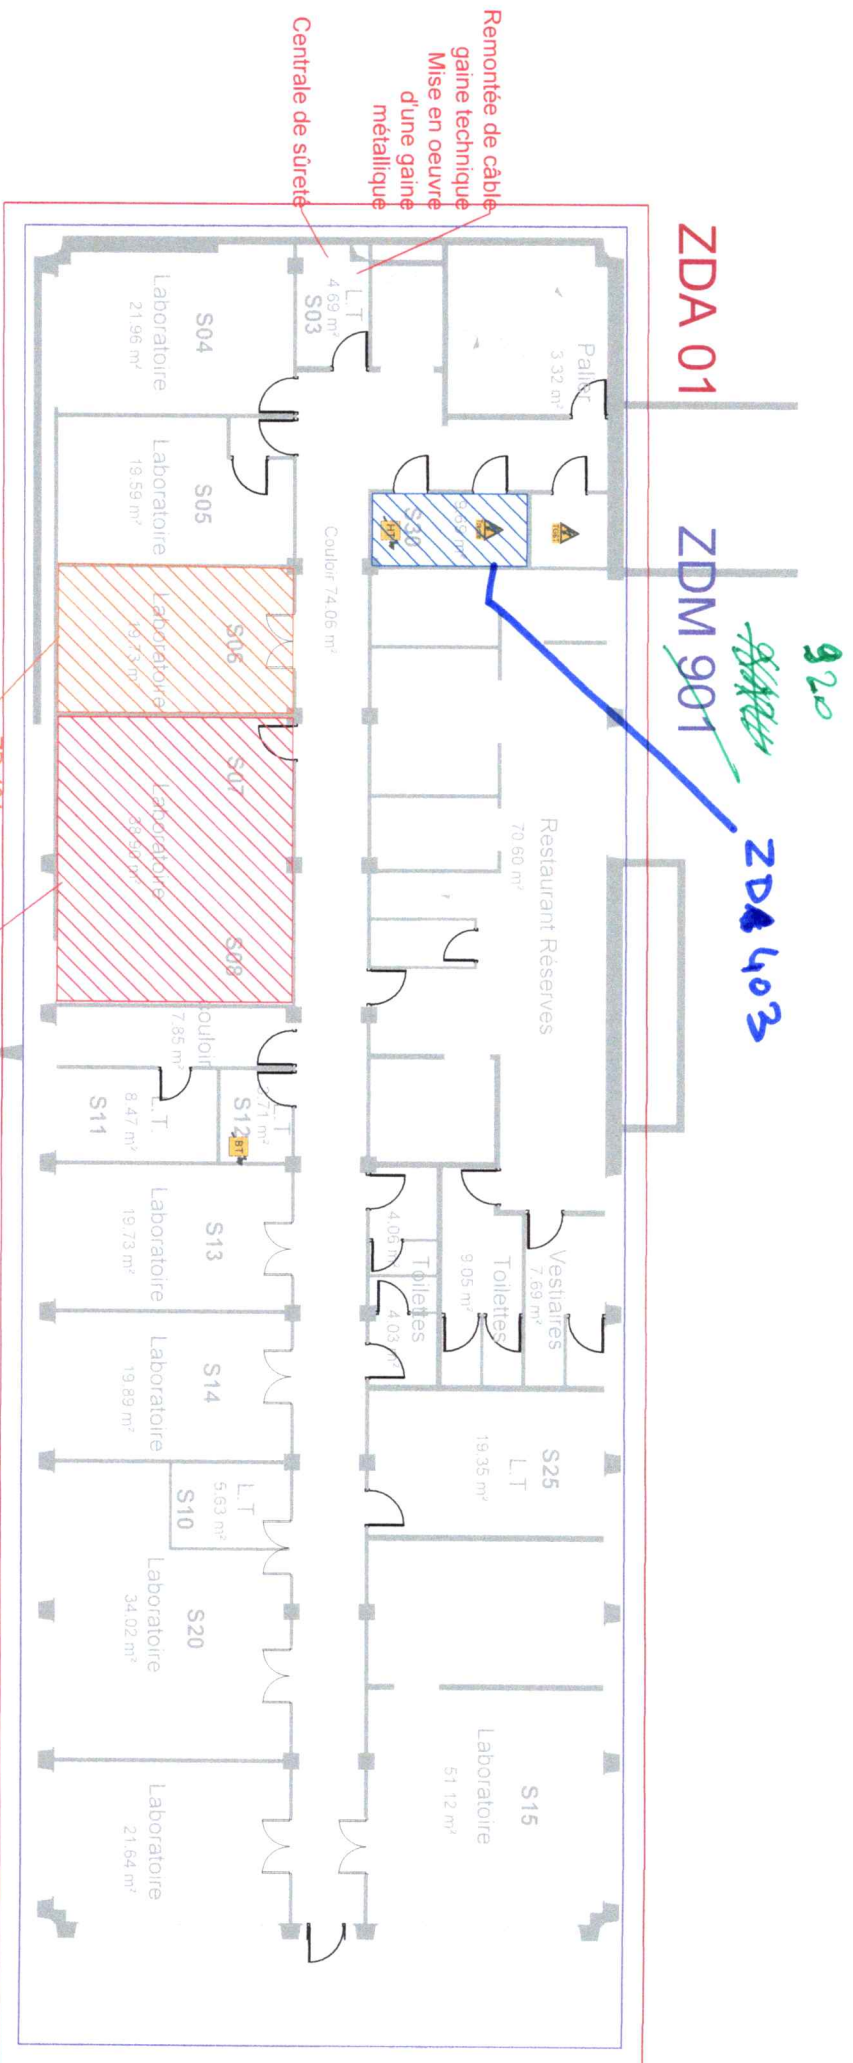 ZDA 01
ZDM 901
920
ZDA 403
Remontée de câble
gaine technique
Mise en oeuvre
d'une gaine
métallique
Centrale de sûreté
Palier
3.32 m²
L.T
4.69 m²
S03
S04
Laboratoire
21.96 m²
S05
Laboratoire
19.59 m²
S30
9.69 m²
HT
Couloir 74.06 m²
S06
Laboratoire
19.73 m²
S07
Laboratoire
S08
Restaurant Réserves
70.60 m²
Couloir
7.85 m²
L.T
S12
BT
L.T.
8.47 m²
S11
S13
Laboratoire
19.73 m²
Vestiaires
7.69 m²
Toilettes
9.05 m²
Toilettes
4.06 m²
4.03 m²
S14
Laboratoire
19.89 m²
S25
L.T
19.35 m²
L.T
5.63 m²
S10
S20
Laboratoire
34.02 m²
S15
Laboratoire
51.12 m²
Laboratoire
21.64 m²